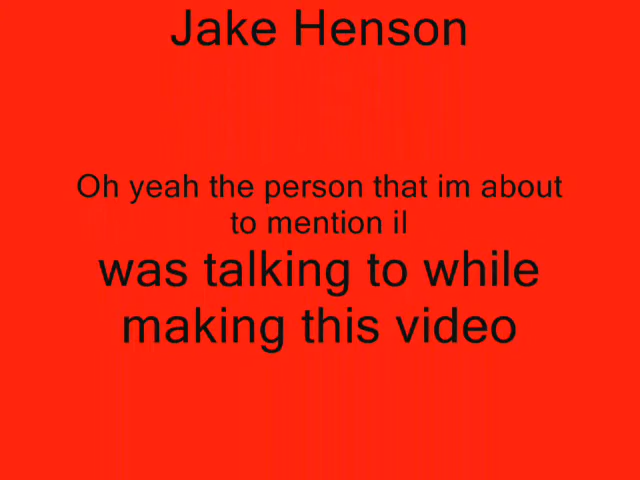 Jake Henson
Oh yeah the person that im about
to mention il
was talking to while
making this video